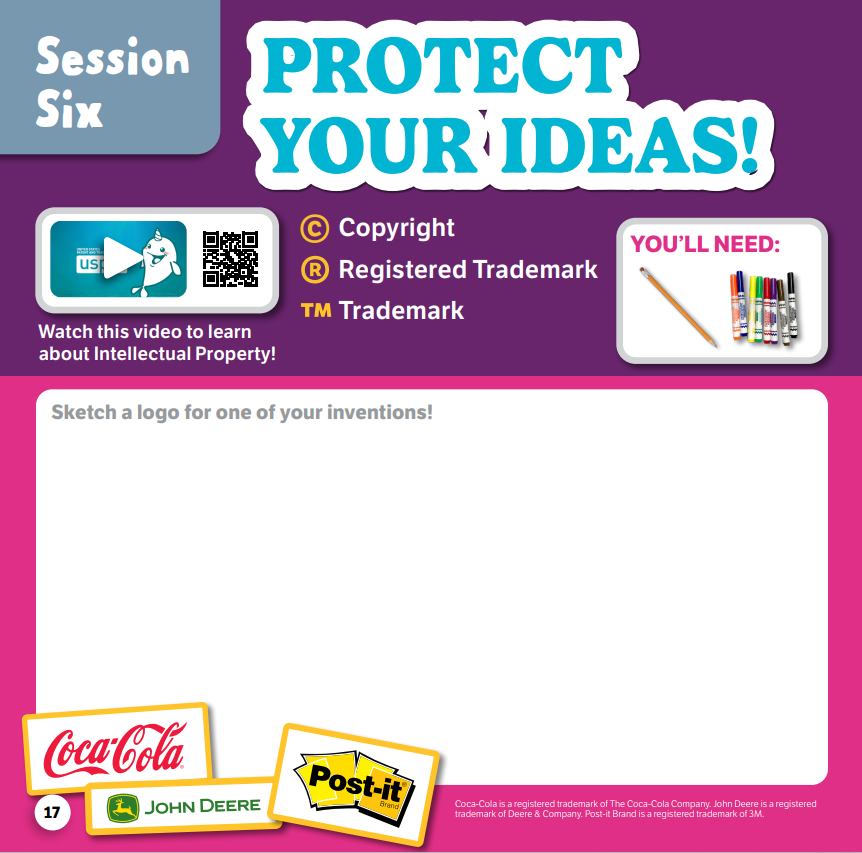 Session
Six
PROTECT
YOUR IDEAS!
© Copyright
® Registered Trademark
TM Trademark
YOU'LL NEED:
Watch this video to learn
about Intellectual Property!
Sketch a logo for one of your inventions!
Coca-Cola
Post-it
Brand
JOHN DEERE
17
Coca-Cola is a registered trademark of The Coca-Cola Company. John Deere is a registered
trademark of Deere & Company. Post-it Brand is a registered trademark of 3M.